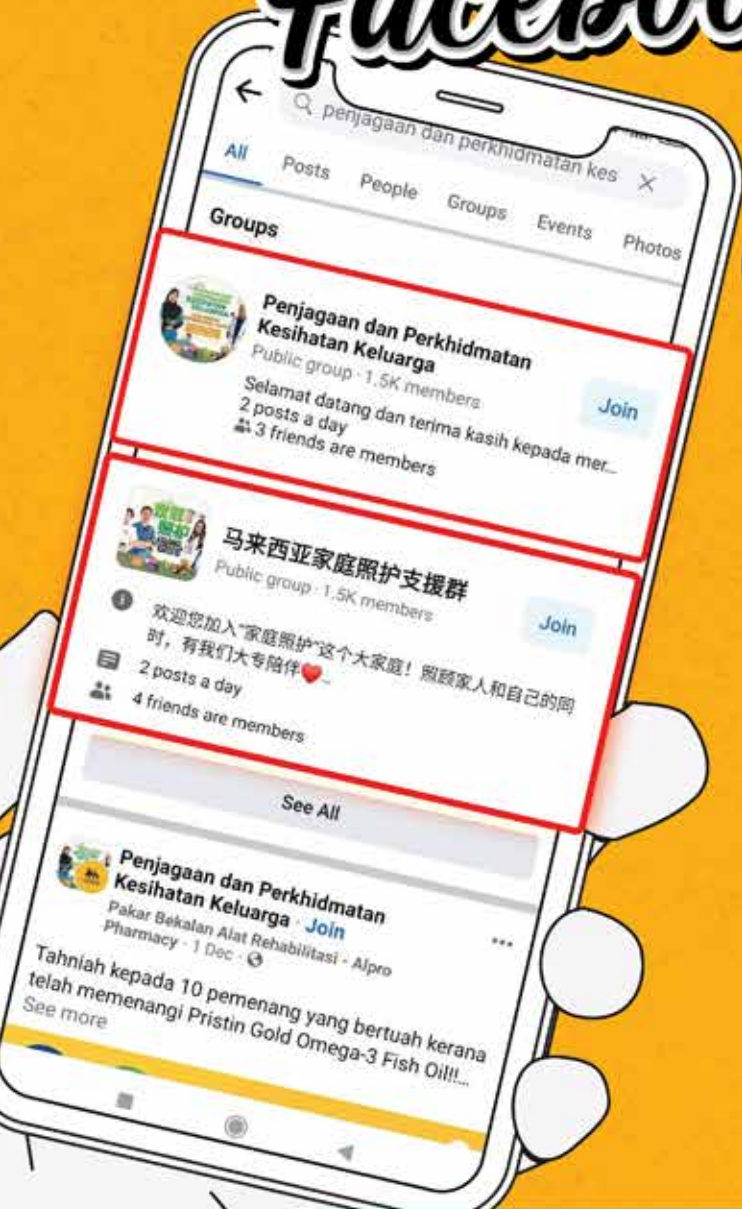 Facebo
penjagaan dan perkhidmatan kes
All Posts People Groups Events Photos
Groups
Penjagaan dan Perkhidmatan
Kesihatan Keluarga
Public group · 1.5K members
Join
Selamat datang dan terima kasih kepada mer...
2 posts a day
3 friends are members
马来西亚家庭照护支援群
Public group · 1.5K members
Join
欢迎您加入“家庭照护”这个大家庭！照顾家人和自己的同
时，有我们大专陪伴❤️...
2 posts a day
4 friends are members
See All
Penjagaan dan Perkhidmatan
Kesihatan Keluarga · Join
Pakar Bekalan Alat Rehabilitasi - Alpro
Pharmacy · 1 Dec ·
Tahniah kepada 10 pemenang yang bertuah kerana
telah memenangi Pristin Gold Omega-3 Fish Oil!!...
See more